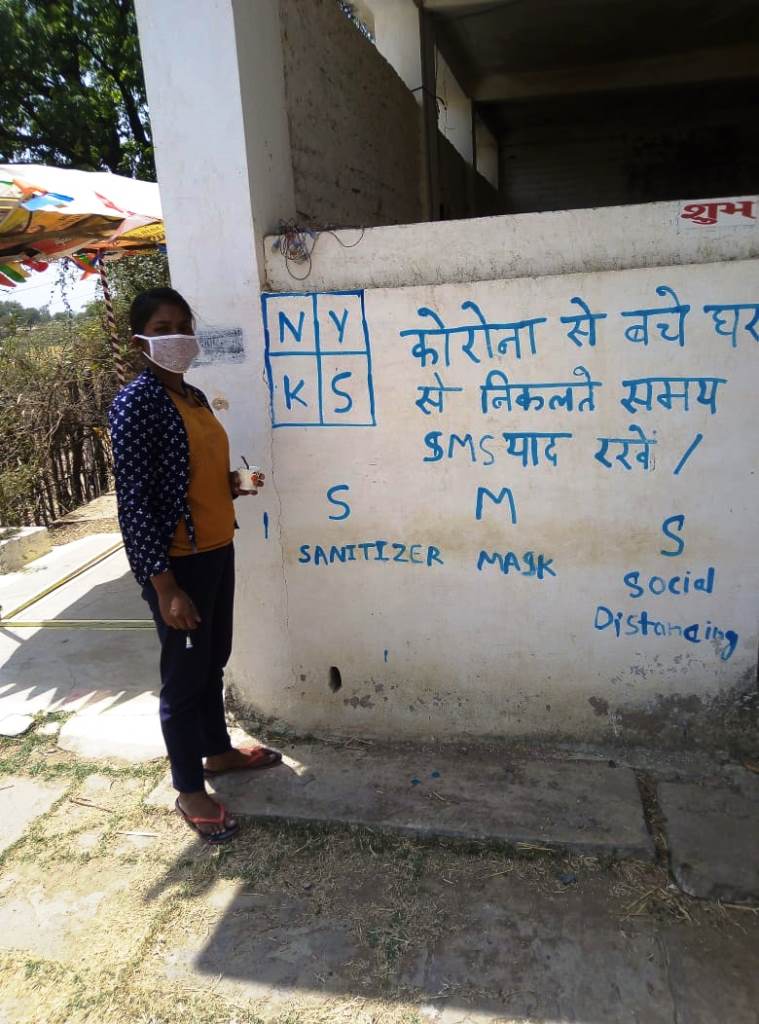 शुभ
N Y
K S
कोरोना से बचे घर
से निकलते समय
SMS याद रखें /
S M S
SANITIZER MASK Social
Distancing